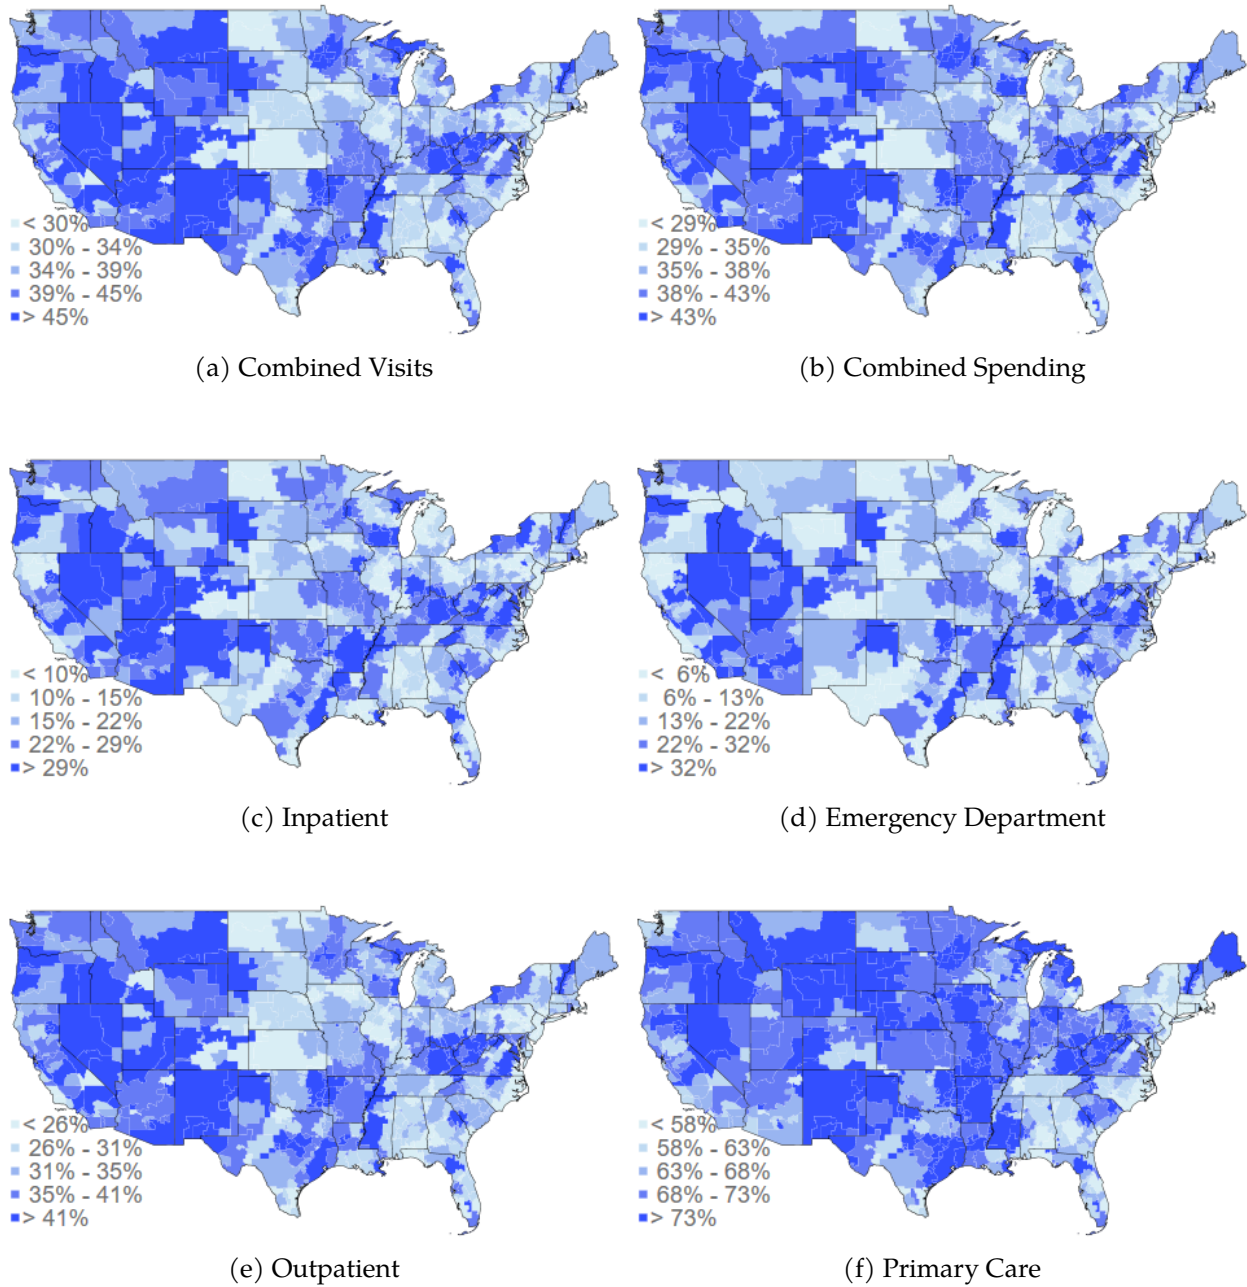 < 30%
30% - 34%
34% - 39%
39% - 45%
> 45%
(a) Combined Visits
< 29%
29% - 35%
35% - 38%
38% - 43%
> 43%
(b) Combined Spending
< 10%
10% - 15%
15% - 22%
22% - 29%
> 29%
(c) Inpatient
< 6%
6% - 13%
13% - 22%
22% - 32%
> 32%
(d) Emergency Department
< 26%
26% - 31%
31% - 35%
35% - 41%
> 41%
(e) Outpatient
< 58%
58% - 63%
63% - 68%
68% - 73%
> 73%
(f) Primary Care